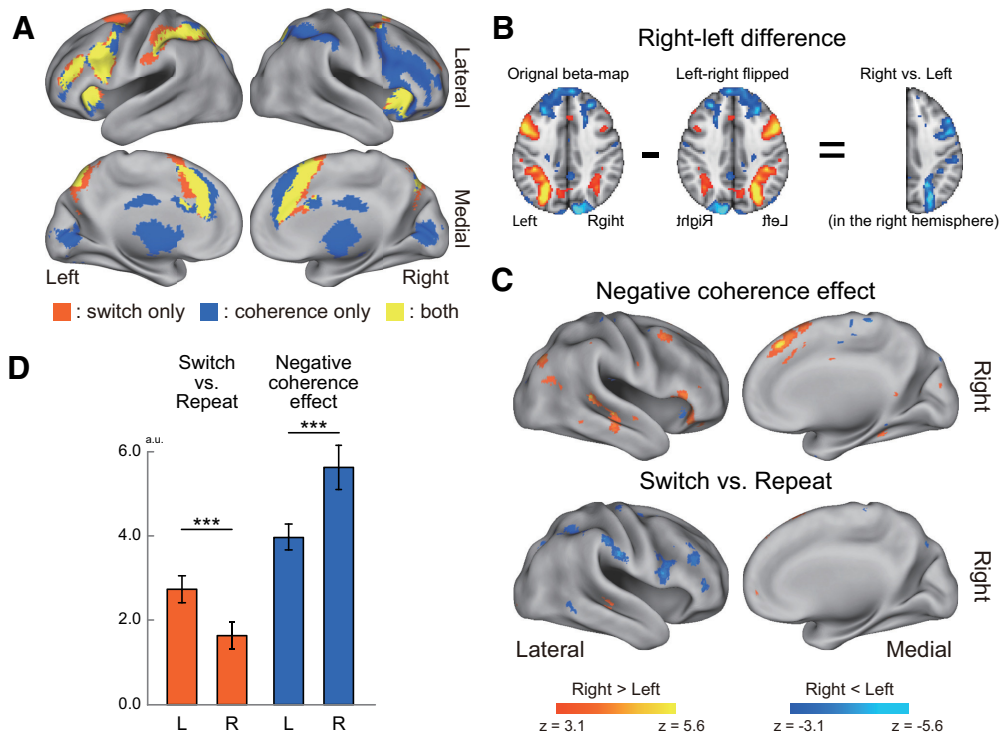 A
Lateral
Medial
Left
Right
: switch only
: coherence only
: both
B
Right-left difference
Orignal beta-map
Left-right flipped
Right vs. Left
-
=
Left
Rgiht
Right
Left
(in the right hemisphere)
C
Negative coherence effect
Right
Switch vs. Repeat
Right
Lateral
Medial
Right > Left
z = 3.1
z = 5.6
Right < Left
z = -3.1
z = -5.6
D
Switch
vs.
Repeat
Negative
coherence
effect
a.u.
6.0
4.0
2.0
0.0
***
***
L
R
L
R